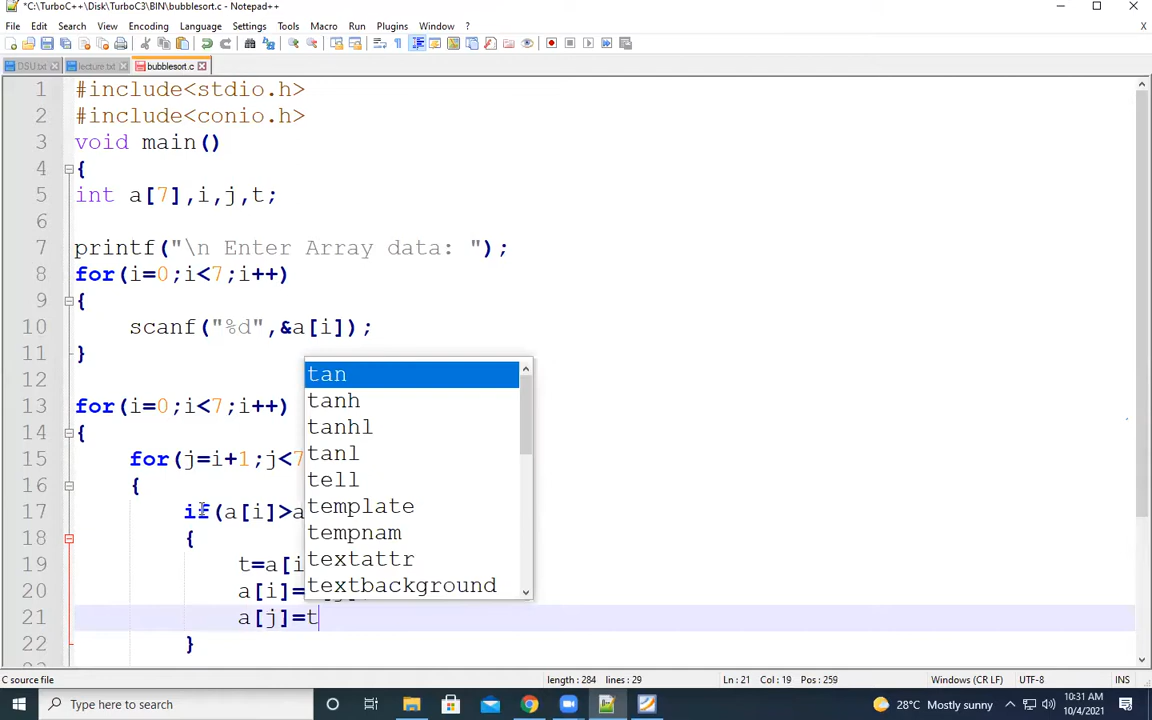 *C:\TurboC++\Disk\TurboC3\BIN\bubblesort.c - Notepad++
File Edit Search View Encoding Language Settings Tools Macro Run Plugins Window ?
X
DSU.txt lecture.txt bubblesort.c
1 #include<stdio.h>
2 #include<conio.h>
3 void main()
4 {
5 int a[7],i,j,t;
6
7 printf("\n Enter Array data: ");
8 for(i=0;i<7;i++)
9 {
10 scanf("%d",&a[i]);
11 }
12
13 for(i=0;i<7;i++)
14 {
15 for(j=i+1;j<7
16 {
17 if(a[i]>a
18 {
19 t=a[i
20 a[i]=
21 a[j]=t
22 }
tan
tanh
tanhl
tanl
tell
template
tempnam
textattr
textbackground
C source file length : 284 lines : 29 Ln : 21 Col : 19 Pos : 259 Windows (CR LF) UTF-8 INS
Type here to search
28°C Mostly sunny
10:31 AM
10/4/2021